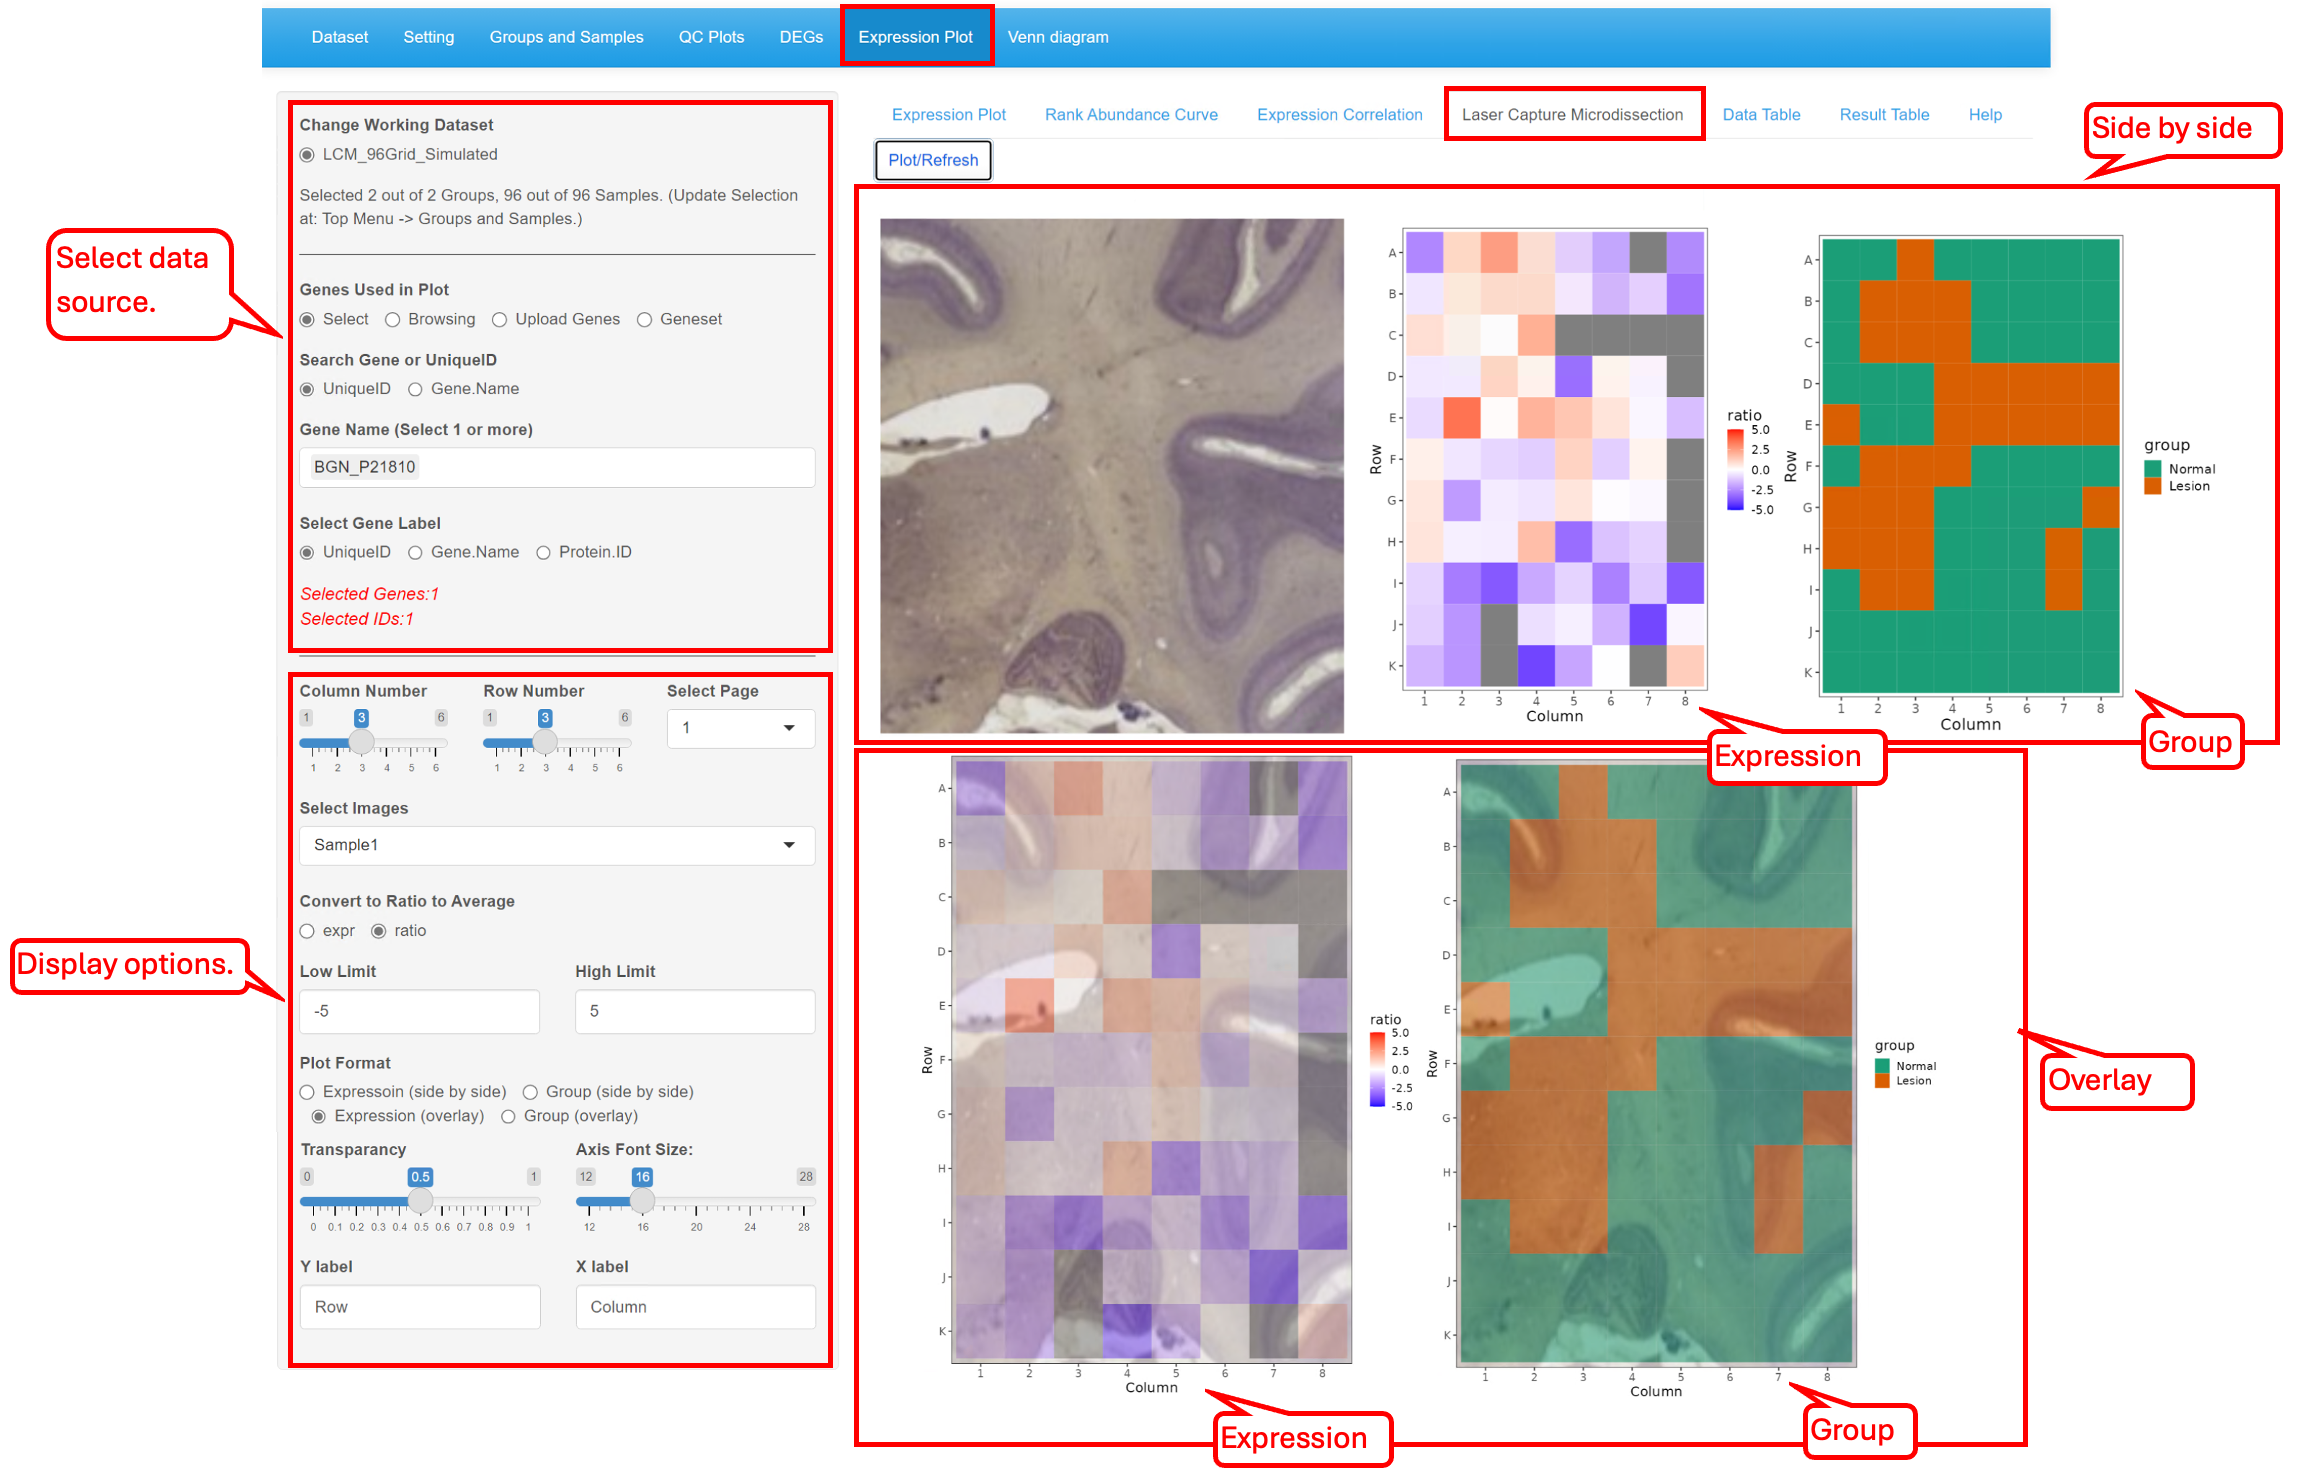 Dataset Setting Groups and Samples QC Plots DEGs Expression Plot Venn diagram
Change Working Dataset
LCM_96Grid_Simulated
Selected 2 out of 2 Groups, 96 out of 96 Samples. (Update Selection
at: Top Menu -> Groups and Samples.)
Genes Used in Plot
Select Browsing Upload Genes Geneset
Search Gene or UniqueID
UniqueID Gene.Name
Gene Name (Select 1 or more)
BGN_P21810
Select Gene Label
UniqueID Gene.Name Protein.ID
Selected Genes:1
Selected IDs:1
Select data
source.
Column Number Row Number Select Page
1 3 6 1 3 6
1
1 2 3 4 5 6 1 2 3 4 5 6
Select Images
Sample1
Convert to Ratio to Average
expr ratio
Low Limit High Limit
-5 5
Plot Format
Expressoin (side by side) Group (side by side)
Expression (overlay) Group (overlay)
Transparancy Axis Font Size:
0 0.5 1 12 16 28
0 0.1 0.2 0.3 0.4 0.5 0.6 0.7 0.8 0.9 1 12 16 20 24 28
Y label X label
Row Column
Display options.
Expression Plot Rank Abundance Curve Expression Correlation Laser Capture Microdissection Data Table Result Table Help
Plot/Refresh
Side by side
A
B
C
D
E
F
G
H
I
J
K
Row
1 2 3 4 5 6 7 8
Column
ratio
5.0
2.5
0.0
-2.5
-5.0
Expression
A
B
C
D
E
F
G
H
I
J
K
Row
1 2 3 4 5 6 7 8
Column
group
Normal
Lesion
Group
A
B
C
D
E
F
G
H
I
J
K
Row
1 2 3 4 5 6 7 8
Column
ratio
5.0
2.5
0.0
-2.5
-5.0
Expression
A
B
C
D
E
F
G
H
I
J
K
Row
1 2 3 4 5 6 7 8
Column
group
Normal
Lesion
Group
Overlay